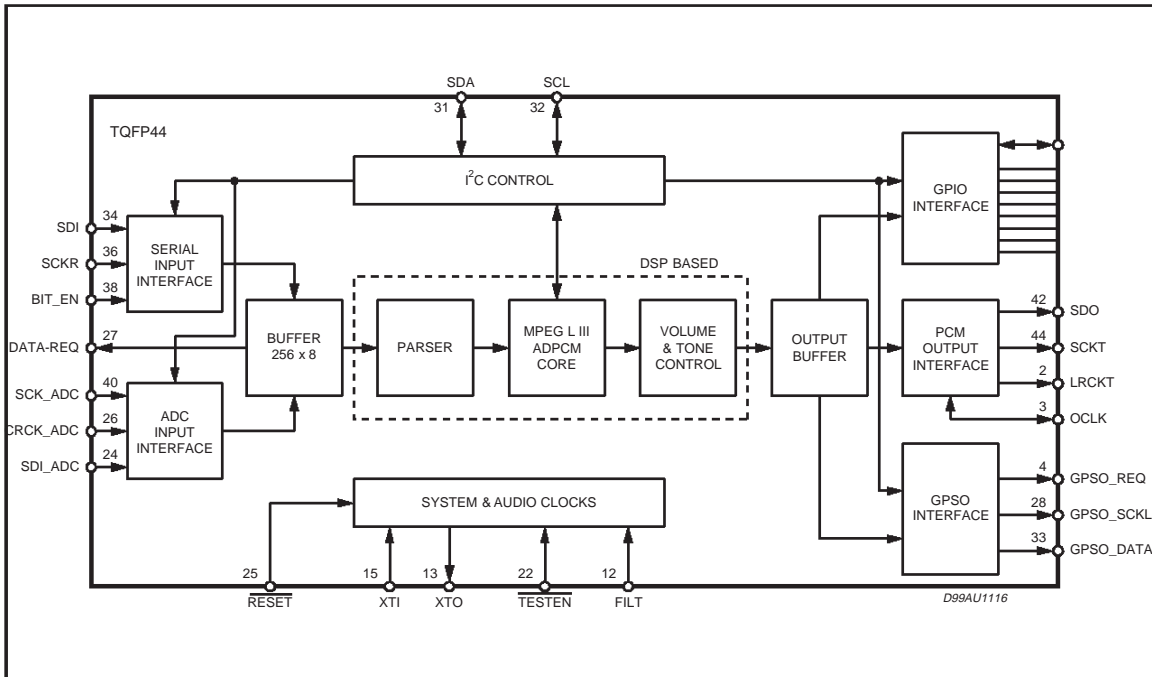 SDA
SCL
31
32
TQFP44
I²C CONTROL
GPIO
INTERFACE
SDI
34
SCKR
36
BIT_EN
38
SERIAL
INPUT
INTERFACE
DSP BASED
DATA-REQ
27
BUFFER
256 x 8
PARSER
MPEG L III
ADPCM
CORE
VOLUME
& TONE
CONTROL
OUTPUT
BUFFER
PCM
OUTPUT
INTERFACE
42
SDO
44
SCKT
2
LRCKT
3
OCLK
SCK_ADC
40
CRCK_ADC
26
SDI_ADC
24
ADC
INPUT
INTERFACE
SYSTEM & AUDIO CLOCKS
GPSO
INTERFACE
4
GPSO_REQ
28
GPSO_SCKL
33
GPSO_DATA
25
15
13
22
12
RESET
XTI
XTO
TESTEN
FILT
D99AU1116